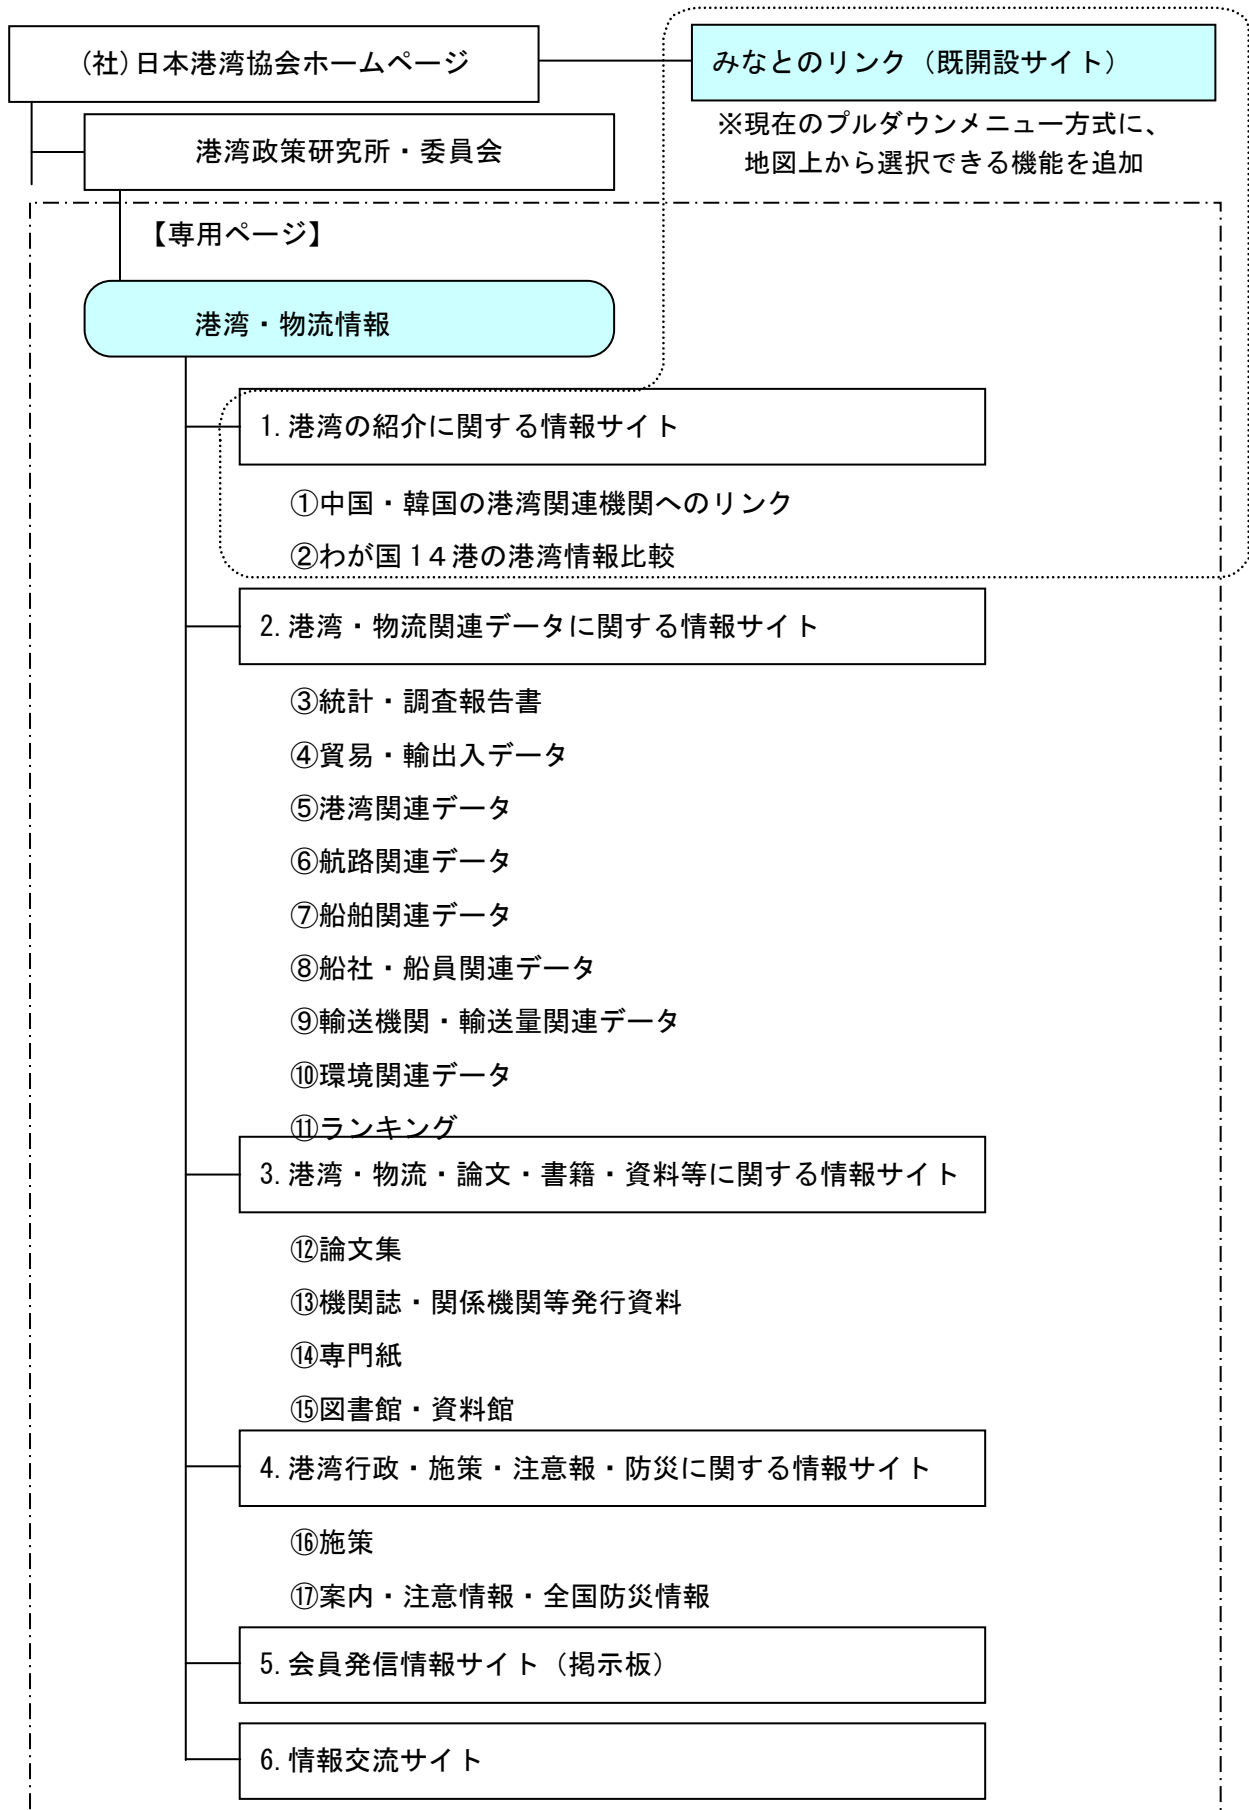 (社)日本港湾協会ホームページ
みなとのリンク（既開設サイト）
※現在のプルダウンメニュー方式に、
地図上から選択できる機能を追加
港湾政策研究所・委員会
【専用ページ】
港湾・物流情報
1.港湾の紹介に関する情報サイト
①中国・韓国の港湾関連機関へのリンク
②わが国14港の港湾情報比較
2.港湾・物流関連データに関する情報サイト
③統計・調査報告書
④貿易・輸出入データ
⑤港湾関連データ
⑥航路関連データ
⑦船舶関連データ
⑧船社・船員関連データ
⑨輸送機関・輸送量関連データ
⑩環境関連データ
⑪ランキング
3.港湾・物流・論文・書籍・資料等に関する情報サイト
⑫論文集
⑬機関誌・関係機関等発行資料
⑭専門紙
⑮図書館・資料館
4.港湾行政・施策・注意報・防災に関する情報サイト
⑯施策
⑰案内・注意情報・全国防災情報
5.会員発信情報サイト（掲示板）
6.情報交流サイト